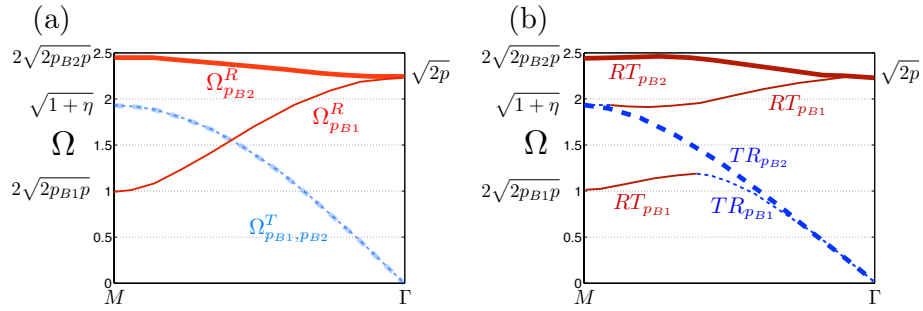 (a)
2√2p_{B2}p
2.5
Ω^R_{p_{B2}}
√2p
√1 + η
2
Ω^R_{p_{B1}}
Ω
1.5
2√2p_{B1}p
1
Ω^T_{p_{B1},p_{B2}}
0.5
0
M
Γ
(b)
2√2p_{B2}p
2.5
RT_{p_{B2}}
√2p
√1 + η
2
RT_{p_{B1}}
Ω
1.5
TR_{p_{B2}}
2√2p_{B1}p
1
RT_{p_{B1}}
TR_{p_{B1}}
0.5
0
M
Γ